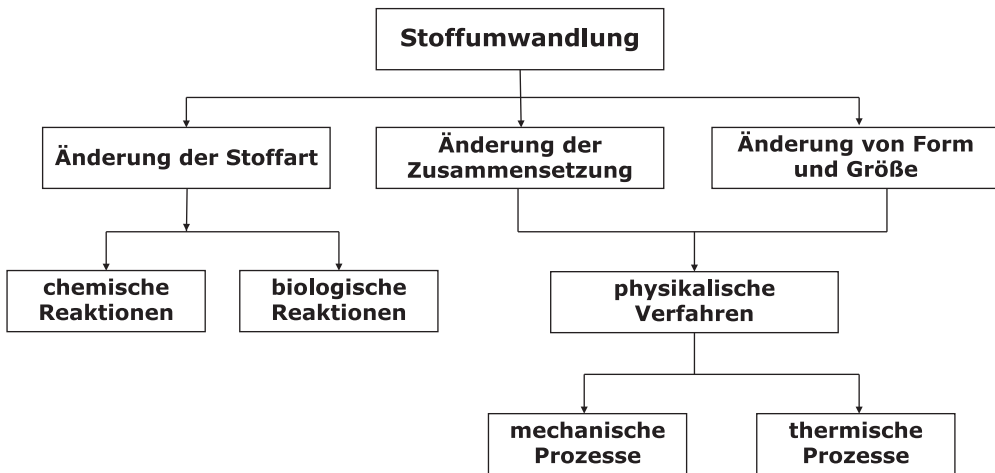 Stoffumwandlung
Änderung der Stoffart
Änderung der
Zusammensetzung
Änderung von Form
und Größe
chemische
Reaktionen
biologische
Reaktionen
physikalische
Verfahren
mechanische
Prozesse
thermische
Prozesse